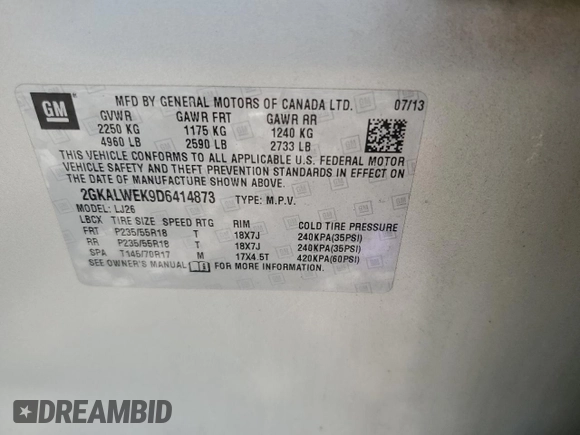 GM
MFD BY GENERAL MOTORS OF CANADA LTD. 07/13
GVWR GAWR FRT GAWR RR
2250 KG 1175 KG 1240 KG
4960 LB 2590 LB 2733 LB
THIS VEHICLE CONFORMS TO ALL APPLICABLE U.S. FEDERAL MOTOR
VEHICLE SAFETY AND THEFT PREVENTION STANDARDS IN EFFECT ON
THE DATE OF MANUFACTURE SHOWN ABOVE.
2GKALWEK9D6414873 TYPE: M.P.V.
MODEL: LJ26
LBCX TIRE SIZE SPEED RTG RIM COLD TIRE PRESSURE
FRT P235/55R18 T 18X7J 240KPA(35PSI)
RR P235/55R18 T 18X7J 240KPA(35PSI)
SPA T145/70R17 M 17X4.5T 420KPA(60PSI)
SEE OWNER'S MANUAL FOR MORE INFORMATION.
DREAMBID